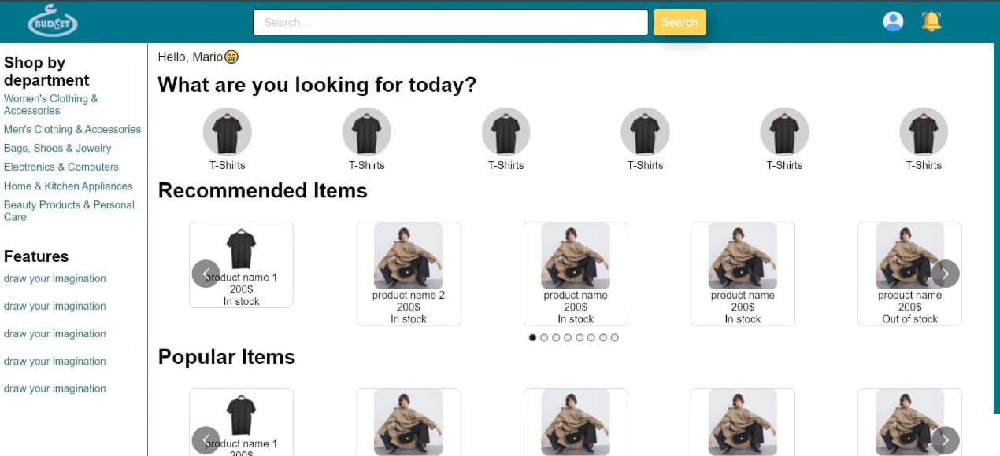 BUDGET
Search...
Search
Shop by
department
Women's Clothing &
Accessories
Men's Clothing & Accessories
Bags, Shoes & Jewelry
Electronics & Computers
Home & Kitchen Appliances
Beauty Products & Personal
Care
Features
draw your imagination
draw your imagination
draw your imagination
draw your imagination
draw your imagination
Hello, Mario😁
What are you looking for today?
T-Shirts
T-Shirts
T-Shirts
T-Shirts
T-Shirts
T-Shirts
Recommended Items
product name 1
200$
In stock
product name 2
200$
In stock
product name
200$
In stock
product name
200$
In stock
product name
200$
Out of stock
Popular Items
product name 1
200$